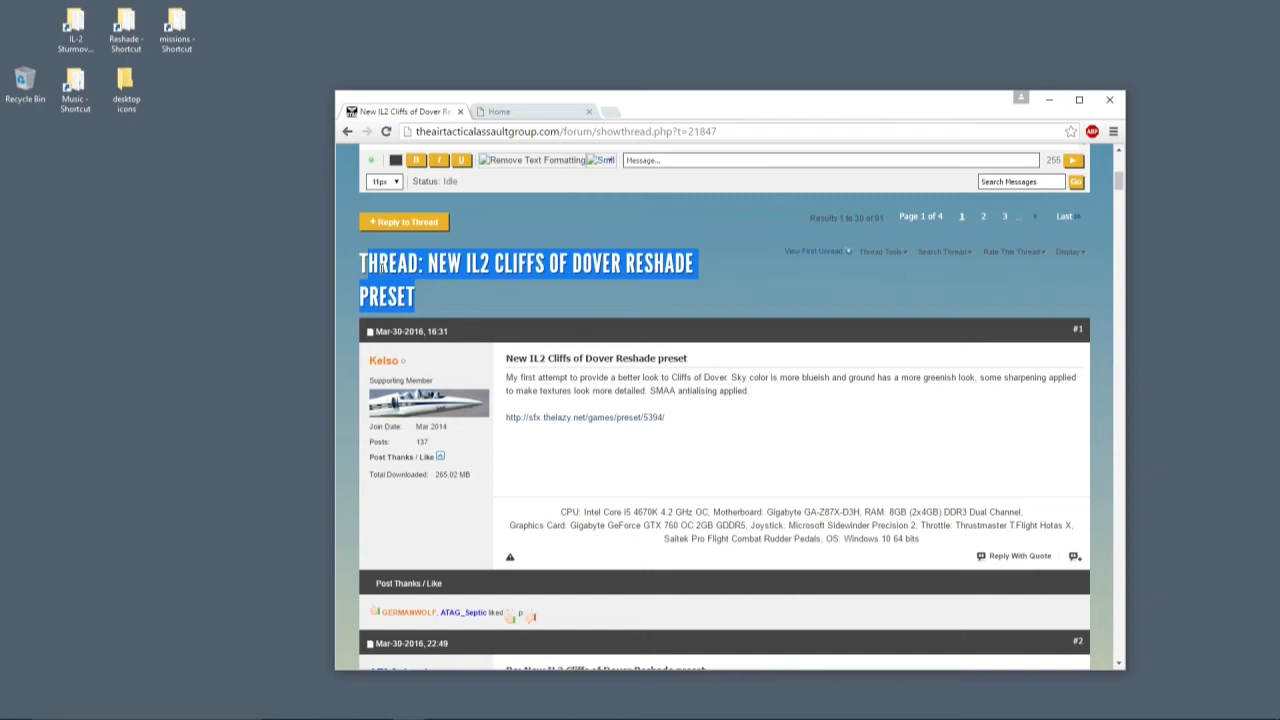 IL-2
Sturmov...
Reshade -
Shortcut
missions -
Shortcut
Recycle Bin
Music -
Shortcut
desktop
icons
New IL2 Cliffs of Dover Re
Home
theairtacticalassaultgroup.com/forum/showthread.php?t=21847
ABP
B I U Remove Text Formatting Message... 255
11px Status: Idle Search Messages Go
+ Reply to Thread
Results 1 to 30 of 91 Page 1 of 4 1 2 3 ... Last
View First Unread Thread Tools Search Thread Rate This Thread Display
THREAD: NEW IL2 CLIFFS OF DOVER RESHADE
PRESET
Mar-30-2016, 16:31 #1
Kelso
Supporting Member
Join Date: Mar 2014
Posts: 137
Post Thanks / Like
Total Downloaded: 265.02 MB
New IL2 Cliffs of Dover Reshade preset
My first attempt to provide a better look to Cliffs of Dover. Sky color is more blueish and ground has a more greenish look, some sharpening applied
to make textures look more detailed. SMAA antialising applied.
http://sfx.thelazy.net/games/preset/5394/
CPU: Intel Core i5 4670K 4.2 GHz OC, Motherboard: Gigabyte GA-Z87X-D3H, RAM: 8GB (2x4GB) DDR3 Dual Channel,
Graphics Card: Gigabyte GeForce GTX 760 OC 2GB GDDR5, Joystick: Microsoft Sidewinder Precision 2, Throttle: Thrustmaster T.Flight Hotas X,
Saitek Pro Flight Combat Rudder Pedals, OS: Windows 10 64 bits
Reply With Quote
Post Thanks / Like
GERMANWOLF, ATAG_Septic liked
Mar-30-2016, 22:49 #2
Re: New IL2 Cliffs of Dover Reshade preset